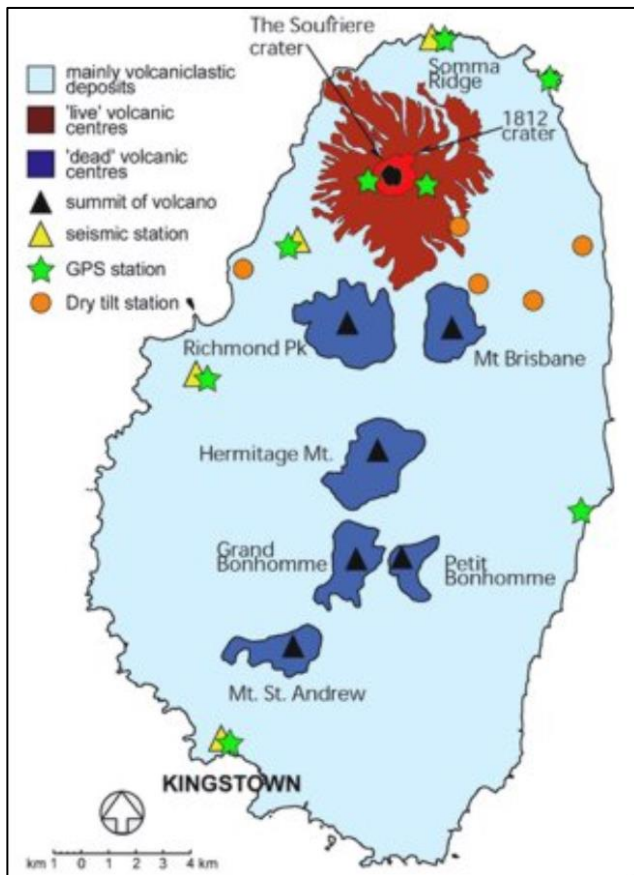 The Soufriere
crater
mainly volcaniclastic
deposits
'live' volcanic
centres
'dead' volcanic
centres
summit of volcano
seismic station
GPS station
Dry tilt station
Somma
Ridge
1812
crater
Richmond Pk
Mt Brisbane
Hermitage Mt.
Grand
Bonhomme
Petit
Bonhomme
Mt. St. Andrew
KINGSTOWN
km 1 0 1 2 3 4 km